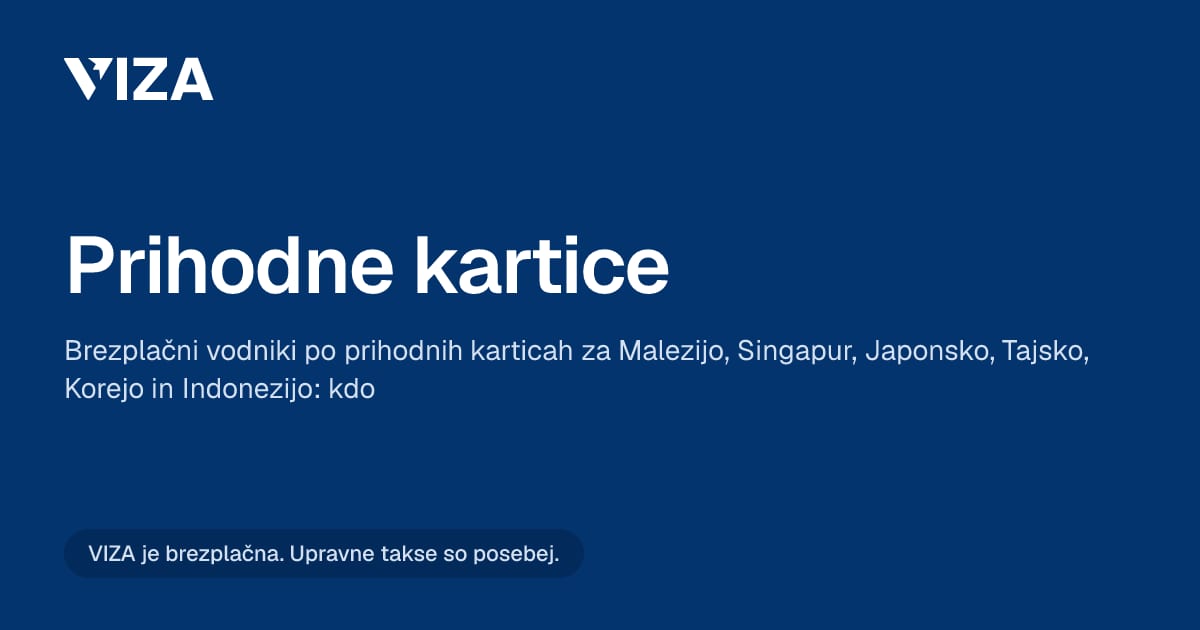 VIZA
Prihodne kartice
Brezplačni vodniki po prihodnih karticah za Malezijo, Singapur, Japonsko, Tajsko,
Korejo in Indonezijo: kdo
VIZA je brezplačna. Upravne takse so posebej.